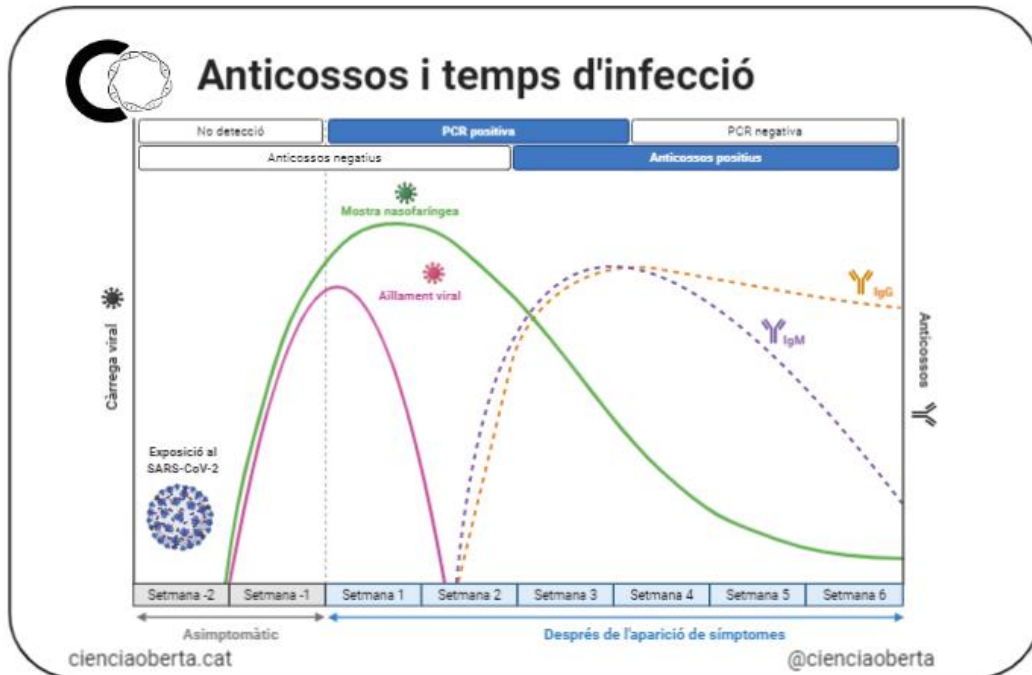 Anticossos i temps d'infecció
No detecció
PCR positiva
PCR negativa
Anticossos negatius
Anticossos positius
Mostra nasofaríngea
Aïllament viral
IgG
IgM
Càrrega viral
Anticossos
Exposició al
SARS-CoV-2
Setmana -2
Setmana -1
Setmana 1
Setmana 2
Setmana 3
Setmana 4
Setmana 5
Setmana 6
Asimptomàtic
Després de l'aparició de símptomes
cienciaoberta.cat
@cienciaoberta